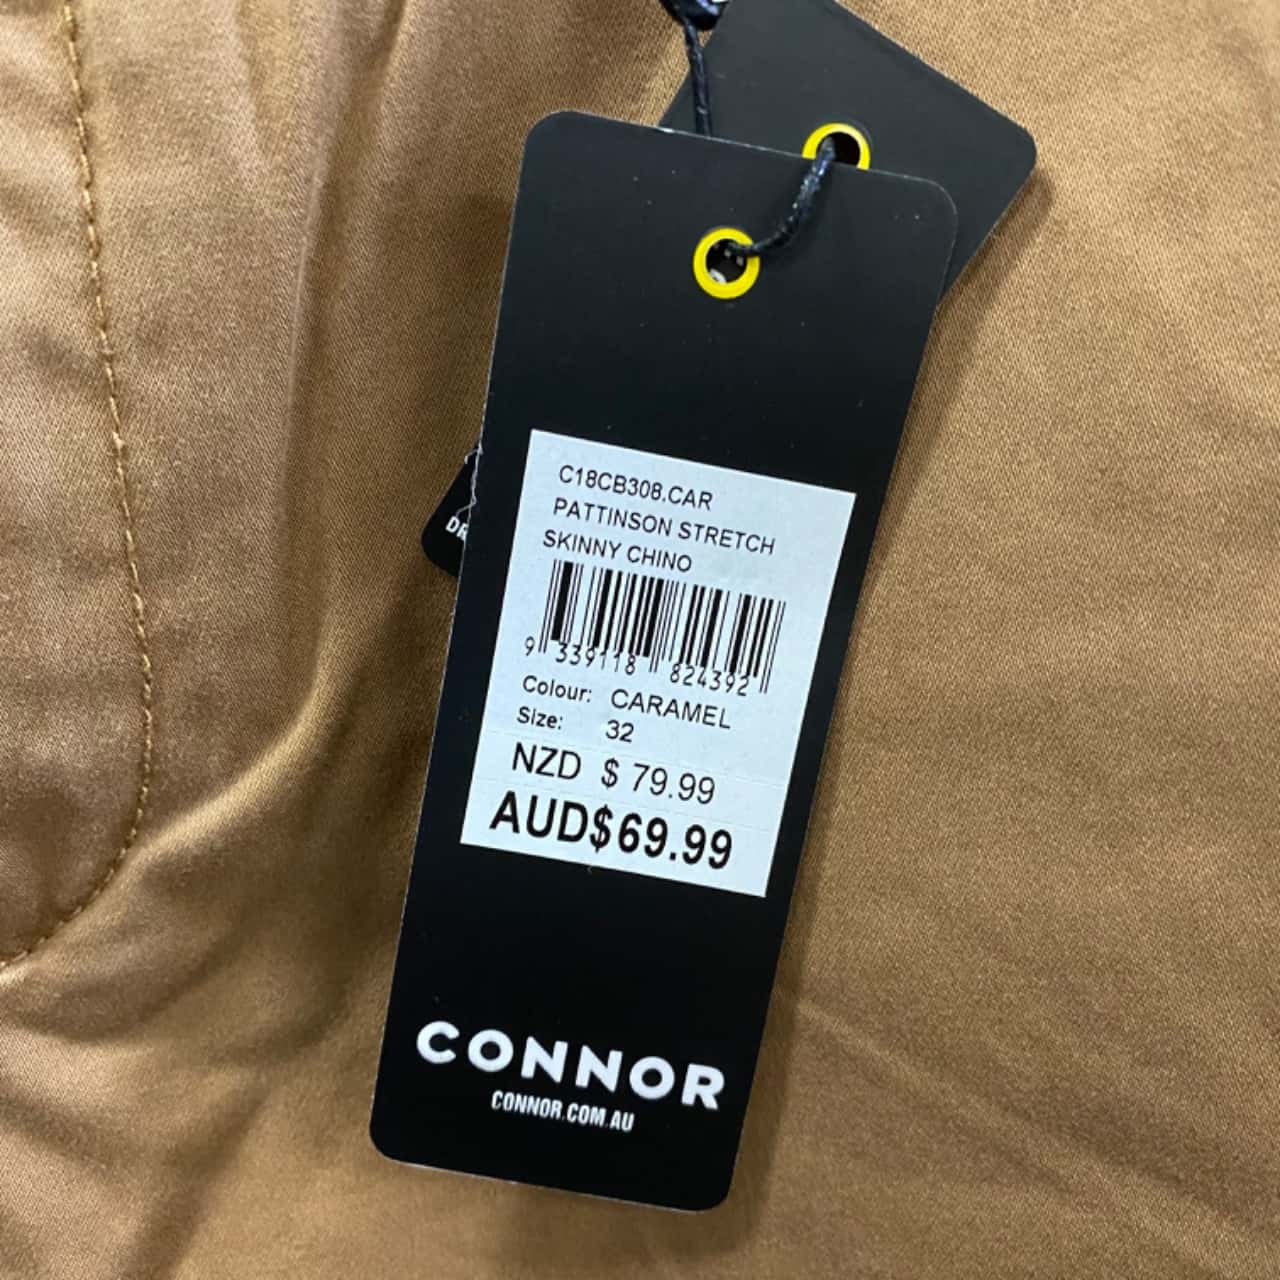 C18CB308.CAR
PATTINSON STRETCH
SKINNY CHINO
9 339118 824392
Colour: CARAMEL
Size: 32
NZD $ 79.99
AUD$69.99
CONNOR
CONNOR.COM.AU